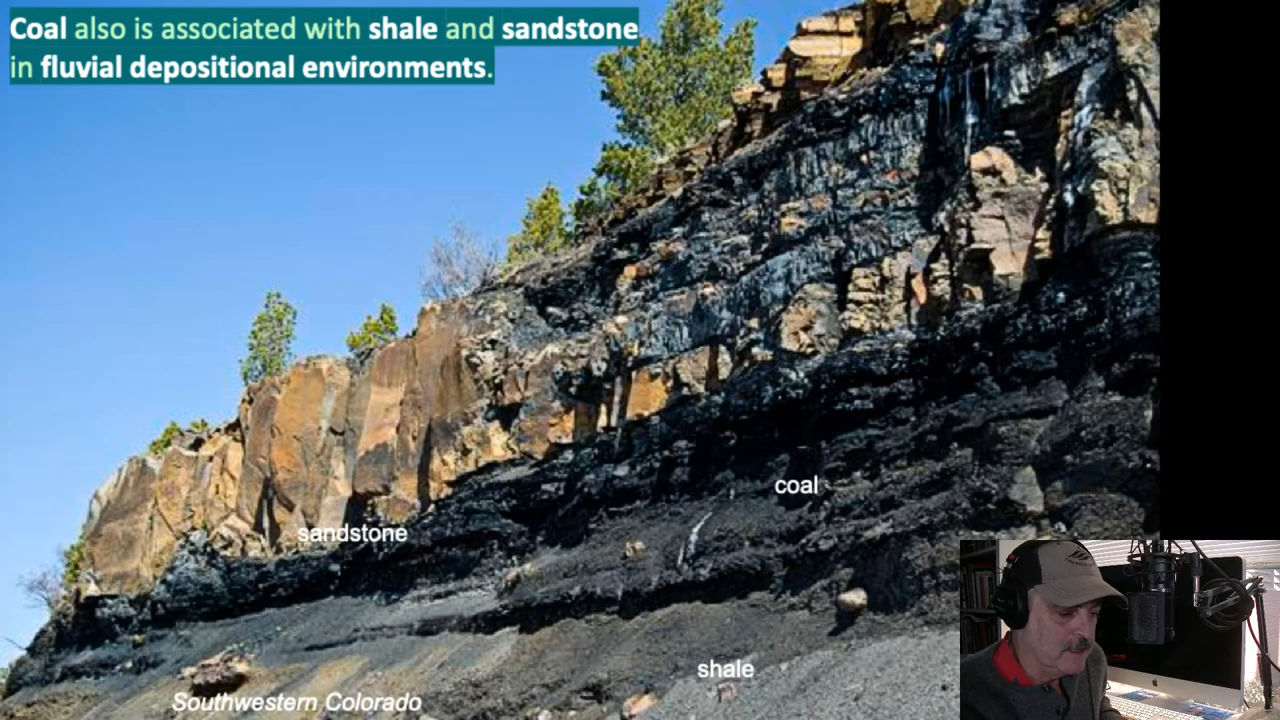 Coal also is associated with shale and sandstone
in fluvial depositional environments.
coal
sandstone
shale
Southwestern Colorado